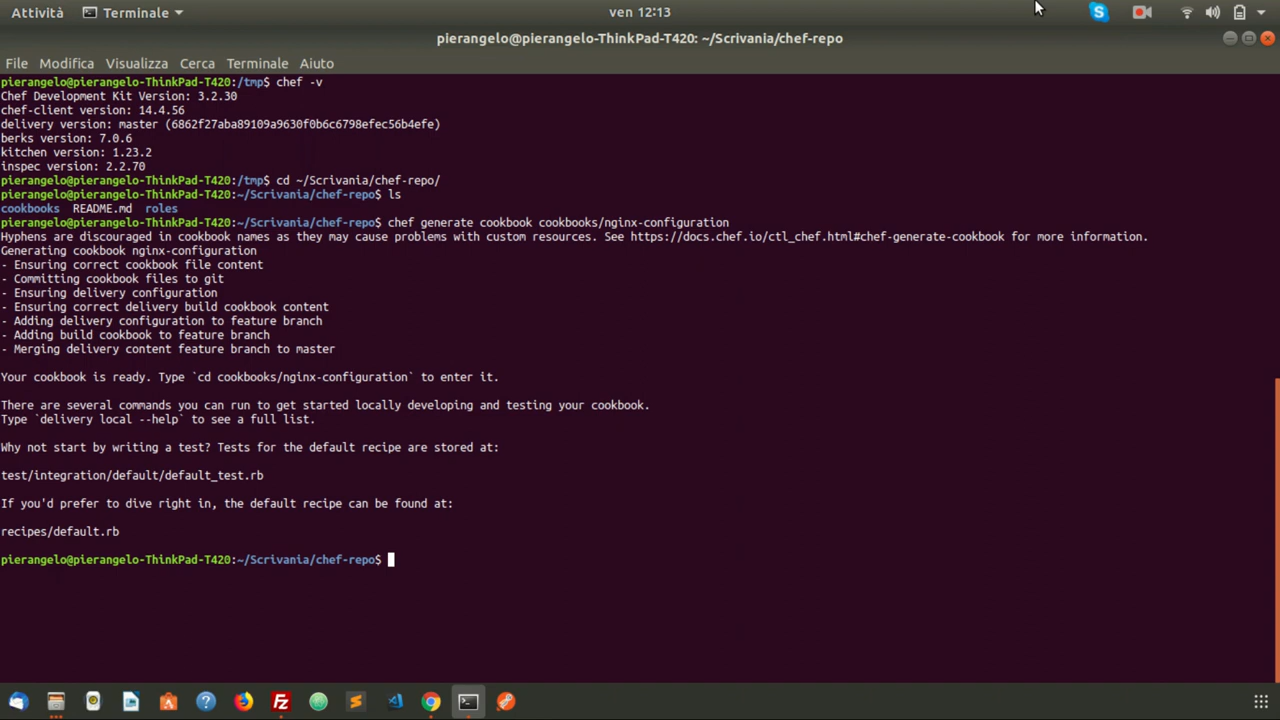 Attività Terminale ven 12:13
pierangelo@pierangelo-ThinkPad-T420: ~/Scrivania/chef-repo
File Modifica Visualizza Cerca Terminale Aiuto
pierangelo@pierangelo-ThinkPad-T420:/tmp$ chef -v
Chef Development Kit Version: 3.2.30
chef-client version: 14.4.56
delivery version: master (6862f27aba89109a9630f0b6c6798efec56b4efe)
berks version: 7.0.6
kitchen version: 1.23.2
inspec version: 2.2.70
pierangelo@pierangelo-ThinkPad-T420:/tmp$ cd ~/Scrivania/chef-repo/
pierangelo@pierangelo-ThinkPad-T420:~/Scrivania/chef-repo$ ls
cookbooks README.md roles
pierangelo@pierangelo-ThinkPad-T420:~/Scrivania/chef-repo$ chef generate cookbook cookbooks/nginx-configuration
Hyphens are discouraged in cookbook names as they may cause problems with custom resources. See https://docs.chef.io/ctl_chef.html#chef-generate-cookbook for more information.
Generating cookbook nginx-configuration
- Ensuring correct cookbook file content
- Committing cookbook files to git
- Ensuring delivery configuration
- Ensuring correct delivery build cookbook content
- Adding delivery configuration to feature branch
- Adding build cookbook to feature branch
- Merging delivery content feature branch to master
Your cookbook is ready. Type `cd cookbooks/nginx-configuration` to enter it.
There are several commands you can run to get started locally developing and testing your cookbook.
Type `delivery local --help` to see a full list.
Why not start by writing a test? Tests for the default recipe are stored at:
test/integration/default/default_test.rb
If you'd prefer to dive right in, the default recipe can be found at:
recipes/default.rb
pierangelo@pierangelo-ThinkPad-T420:~/Scrivania/chef-repo$